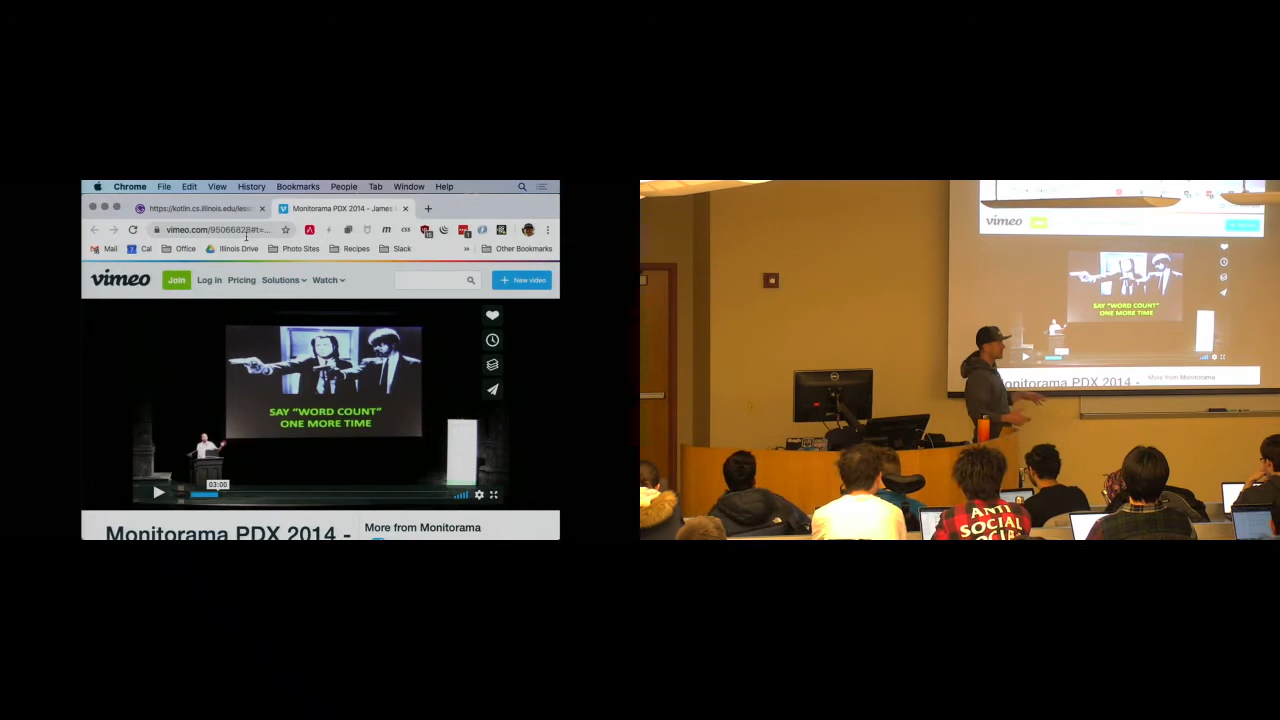 Chrome File Edit View History Bookmarks People Tab Window Help
https://kotlin.cs.illinois.edu/less
Monitorama PDX 2014 - James
vimeo.com/95066828#t=...
Mail Cal Office Illinois Drive Photo Sites Recipes Slack » Other Bookmarks
vimeo Join Log in Pricing Solutions Watch + New video
SAY "WORD COUNT"
ONE MORE TIME
03:00
Monitorama PDX 2014 -
More from Monitorama
vimeo
SAY "WORD COUNT"
ONE MORE TIME
onitorama PDX 2014 -
More from Monitorama
DELL
ANTI
SOCIAL
SOCIAL